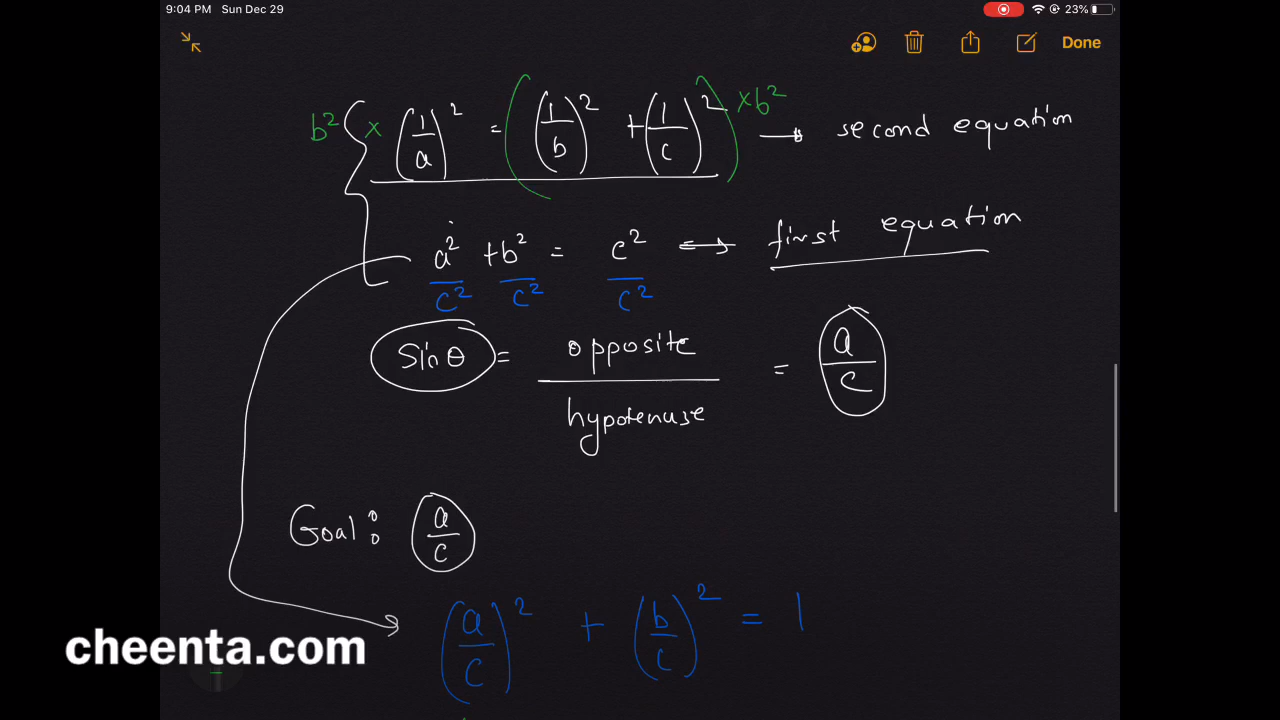 9:04 PM Sun Dec 29 23%
Done
b² × (1/a)² = ((1/b)² + (1/c)²) × b² → second equation
a²/c² + b²/c² = c²/c² ↔ first equation
Sinθ = opposite/hypotenuse = a/c
Goal: a/c
(a/c)² + (b/c)² = 1
cheenta.com